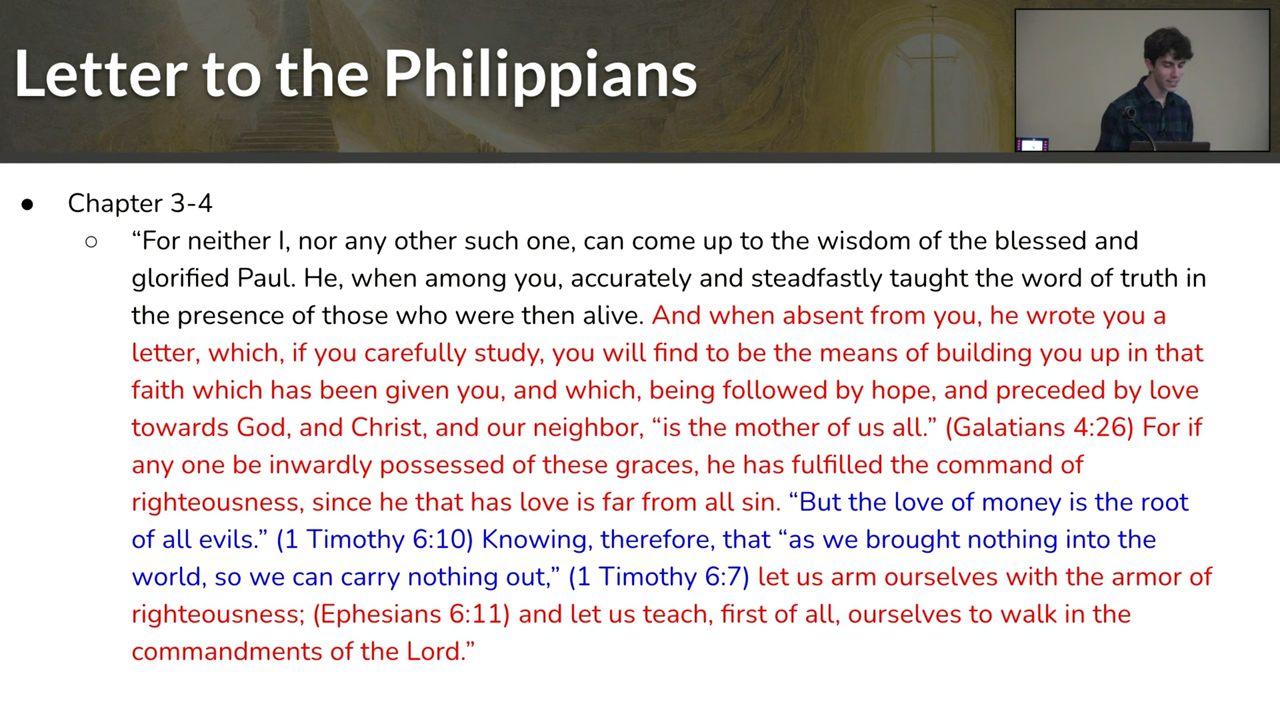 Letter to the Philippians
● Chapter 3-4
○ “For neither I, nor any other such one, can come up to the wisdom of the blessed and
glorified Paul. He, when among you, accurately and steadfastly taught the word of truth in
the presence of those who were then alive. And when absent from you, he wrote you a
letter, which, if you carefully study, you will find to be the means of building you up in that
faith which has been given you, and which, being followed by hope, and preceded by love
towards God, and Christ, and our neighbor, “is the mother of us all.” (Galatians 4:26) For if
any one be inwardly possessed of these graces, he has fulfilled the command of
righteousness, since he that has love is far from all sin. “But the love of money is the root
of all evils.” (1 Timothy 6:10) Knowing, therefore, that “as we brought nothing into the
world, so we can carry nothing out,” (1 Timothy 6:7) let us arm ourselves with the armor of
righteousness; (Ephesians 6:11) and let us teach, first of all, ourselves to walk in the
commandments of the Lord.”